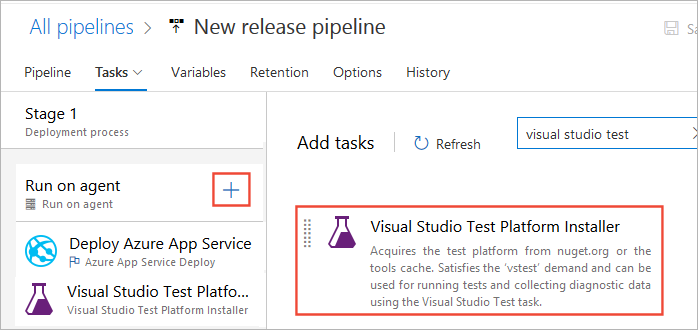 All pipelines > New release pipeline
Sa
Pipeline Tasks Variables Retention Options History
Stage 1
Deployment process
Run on agent +
Run on agent
Deploy Azure App Service
Azure App Service Deploy
Visual Studio Test Platfo...
Visual Studio Test Platform Installer
Add tasks Refresh visual studio test
Visual Studio Test Platform Installer
Acquires the test platform from nuget.org or the
tools cache. Satisfies the ‘vstest’ demand and can be
used for running tests and collecting diagnostic data
using the Visual Studio Test task.